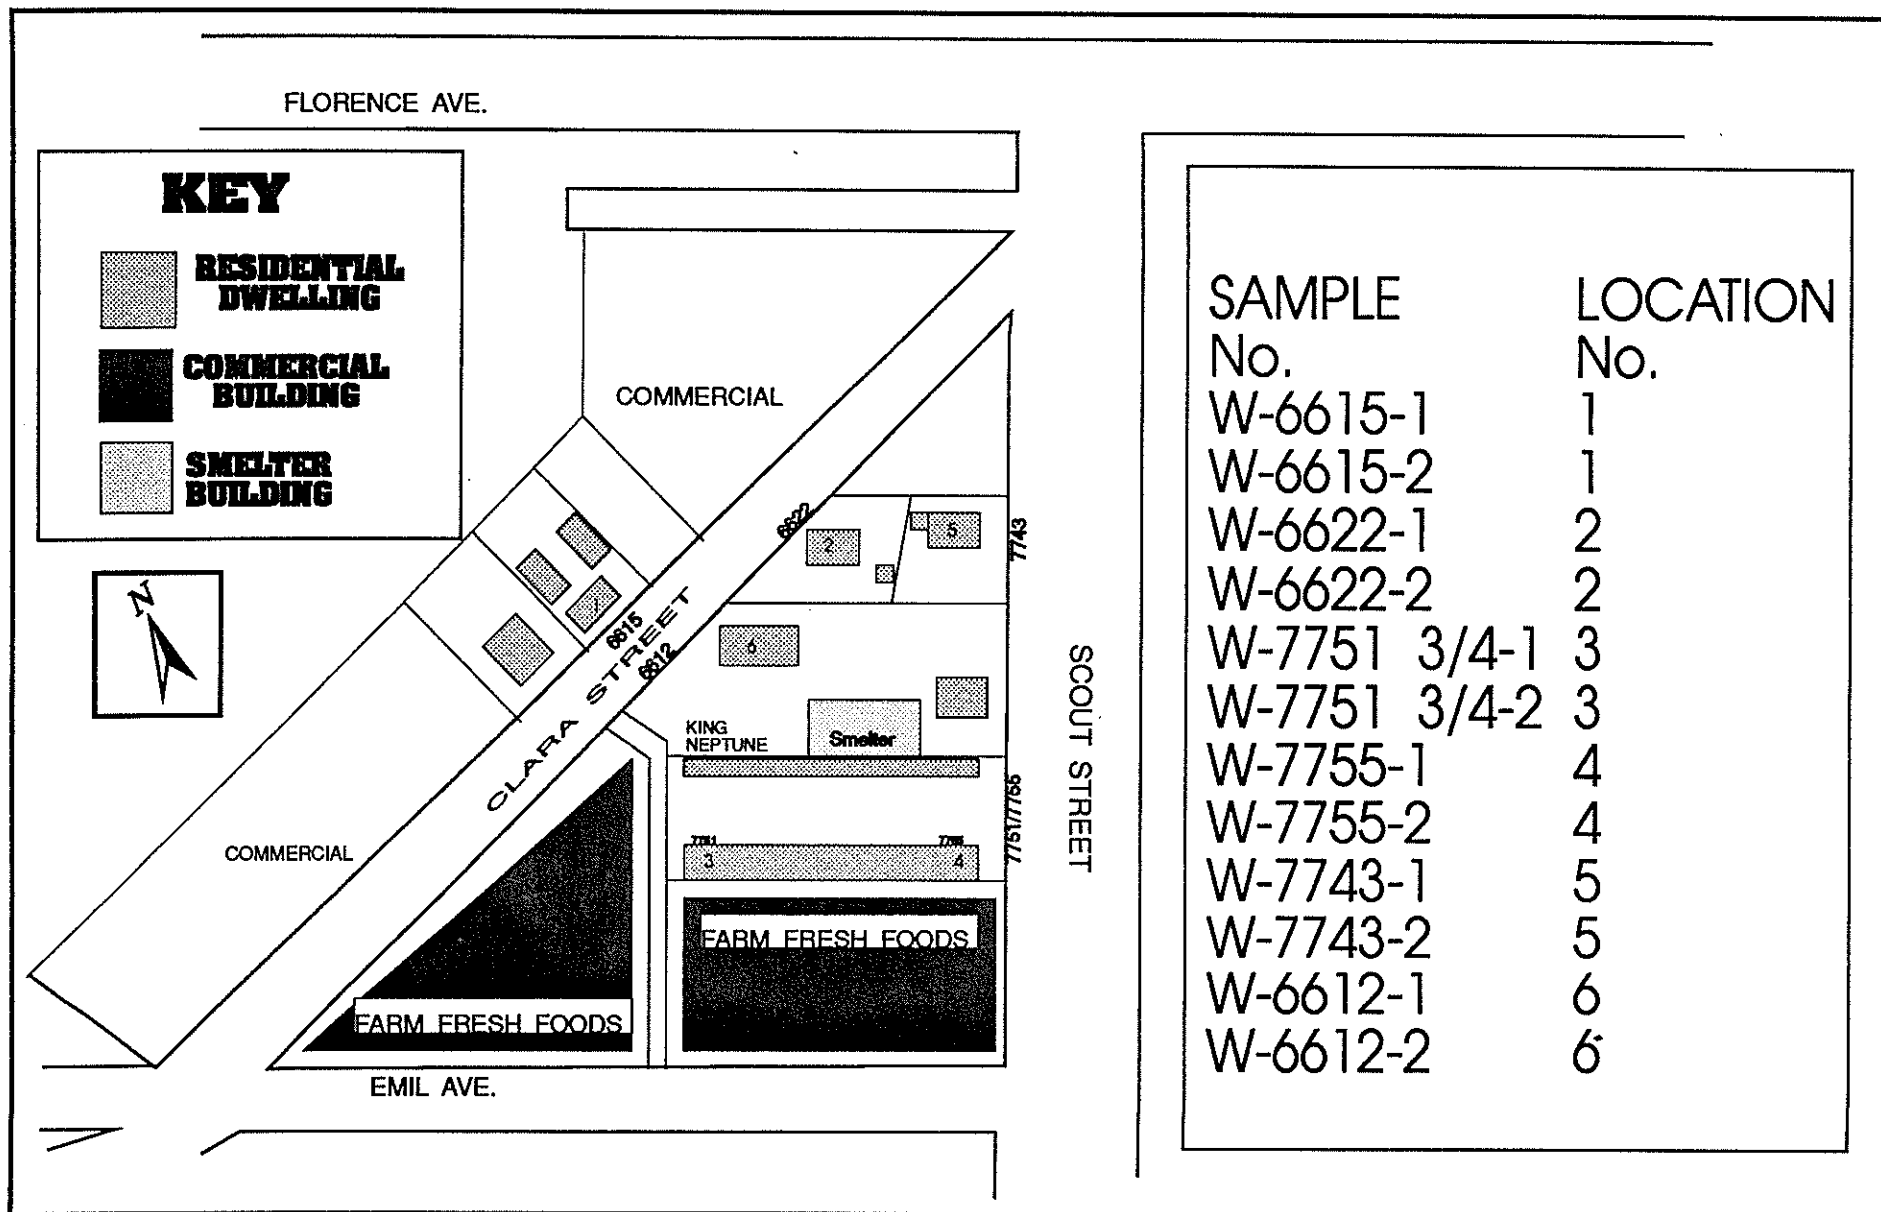 FLORENCE AVE.
KEY
RESIDENTIAL
DWELLING
COMMERCIAL
BUILDING
SMELTER
BUILDING
N
COMMERCIAL
6622
2
5
7743
1
6615
6612
CLARA STREET
6
KING
NEPTUNE
Smelter
SCOUT STREET
7751/7755
3
4
COMMERCIAL
FARM FRESH FOODS
FARM FRESH FOODS
EMIL AVE.
SAMPLE LOCATION
No. No.
W-6615-1 1
W-6615-2 1
W-6622-1 2
W-6622-2 2
W-7751 3/4-1 3
W-7751 3/4-2 3
W-7755-1 4
W-7755-2 4
W-7743-1 5
W-7743-2 5
W-6612-1 6
W-6612-2 6